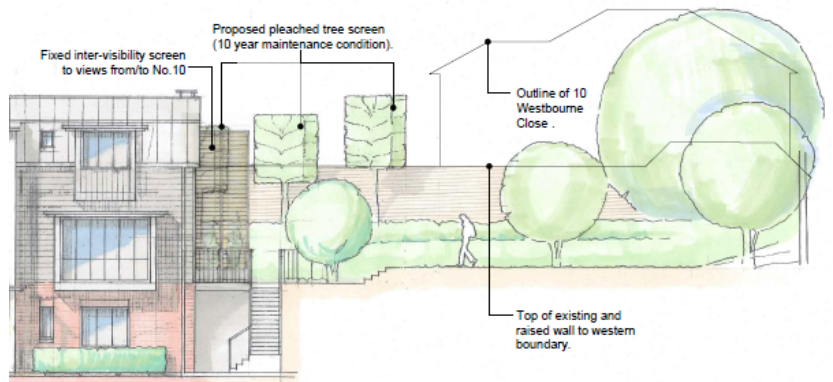 Proposed pleached tree screen
(10 year maintenance condition).
Fixed inter-visibility screen
to views from/to No.10
Outline of 10
Westbourne
Close .
Top of existing and
raised wall to western
boundary.